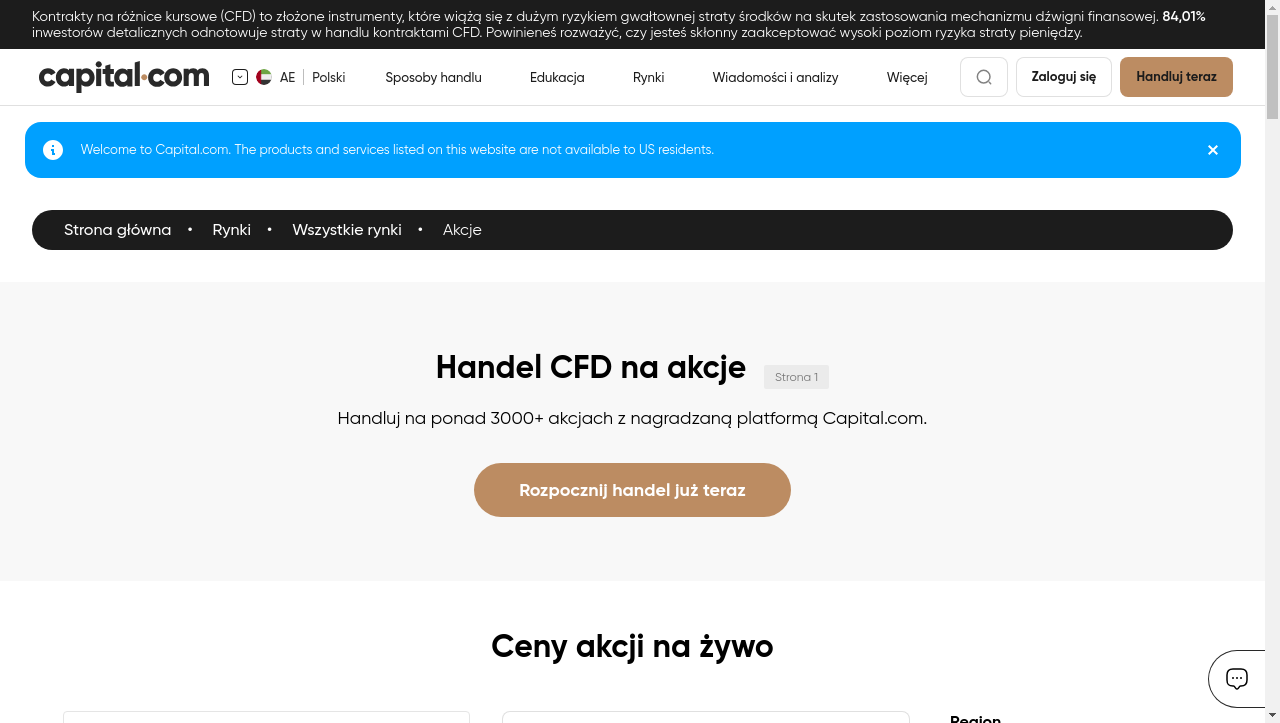 Kontrakty na różnice kursowe (CFD) to złożone instrumenty, które wiążą się z dużym ryzykiem gwałtownej straty środków na skutek zastosowania mechanizmu dźwigni finansowej. 84,01%
inwestorów detalicznych odnotowuje straty w handlu kontraktami CFD. Powinieneś rozważyć, czy jesteś skłonny zaakceptować wysoki poziom ryzyka straty pieniędzy.
capital.com AE Polski Sposoby handlu Edukacja Rynki Wiadomości i analizy Więcej Zaloguj się Handluj teraz
Welcome to Capital.com. The products and services listed on this website are not available to US residents.
Strona główna • Rynki • Wszystkie rynki • Akcje
Handel CFD na akcje Strona 1
Handluj na ponad 3000+ akcjach z nagradzaną platformą Capital.com.
Rozpocznij handel już teraz
Ceny akcji na żywo
Region